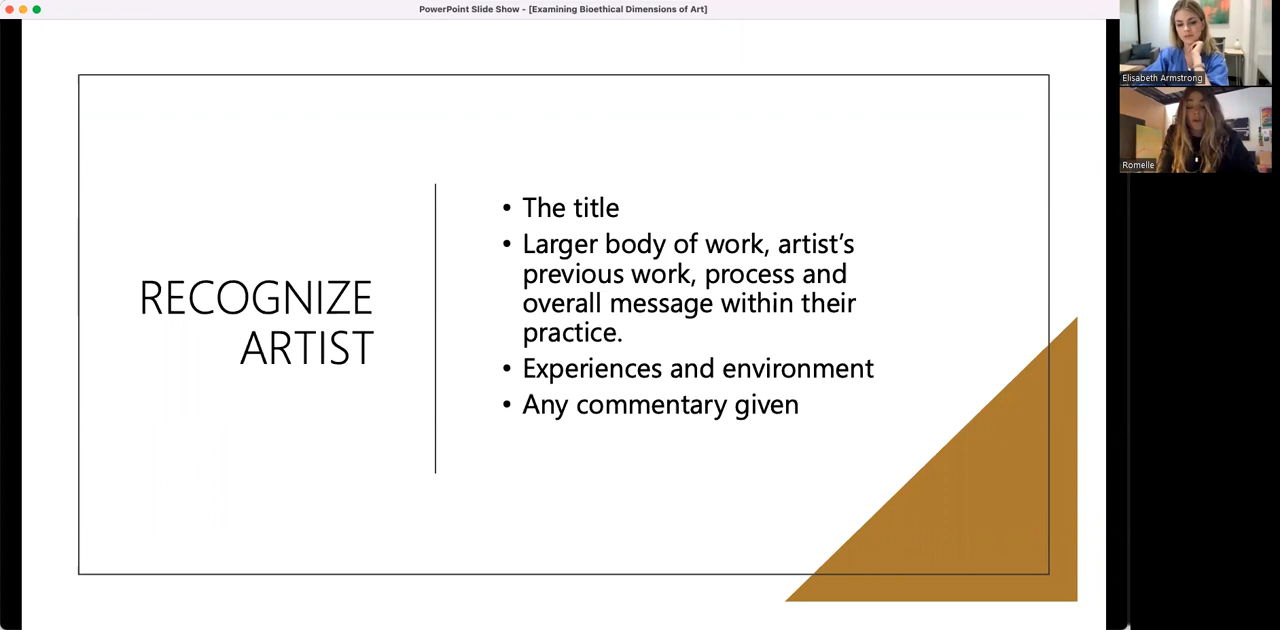 PowerPoint Slide Show - [Examining Bioethical Dimensions of Art]
Elisabeth Armstrong
Romelle
RECOGNIZE
ARTIST
• The title
• Larger body of work, artist’s
previous work, process and
overall message within their
practice.
• Experiences and environment
• Any commentary given